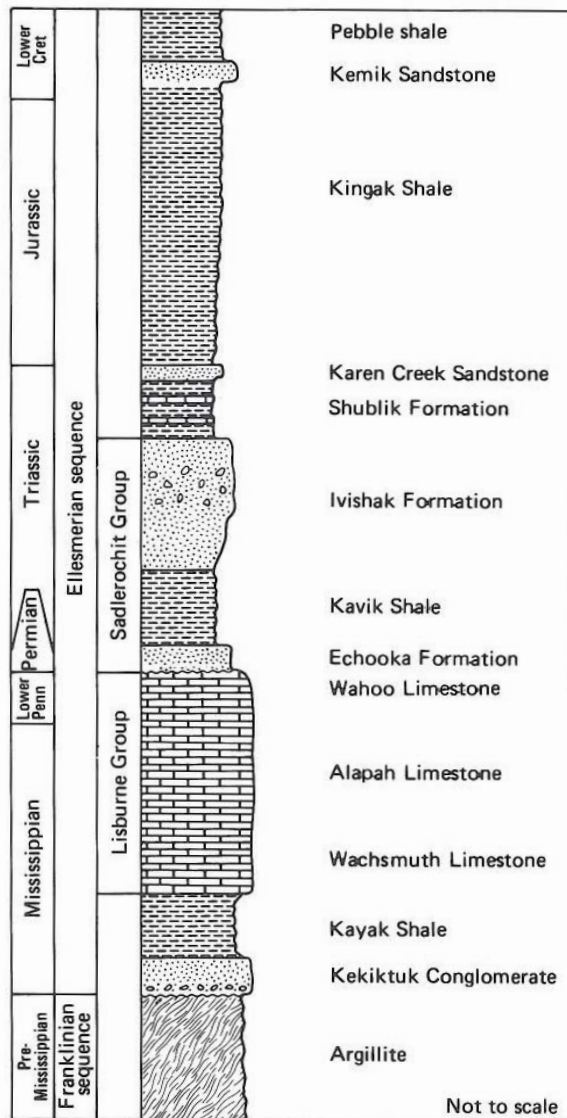 Lower
Cret
Jurassic
Triassic
Permian
Lower
Penn
Mississippian
Pre-
Mississippian
Ellesmerian sequence
Franklinian
sequence
Sadlerochit Group
Lisburne Group
Pebble shale
Kemik Sandstone
Kingak Shale
Karen Creek Sandstone
Shublik Formation
Ivishak Formation
Kavik Shale
Echooka Formation
Wahoo Limestone
Alapah Limestone
Wachsmuth Limestone
Kayak Shale
Kekiktuk Conglomerate
Argillite
Not to scale